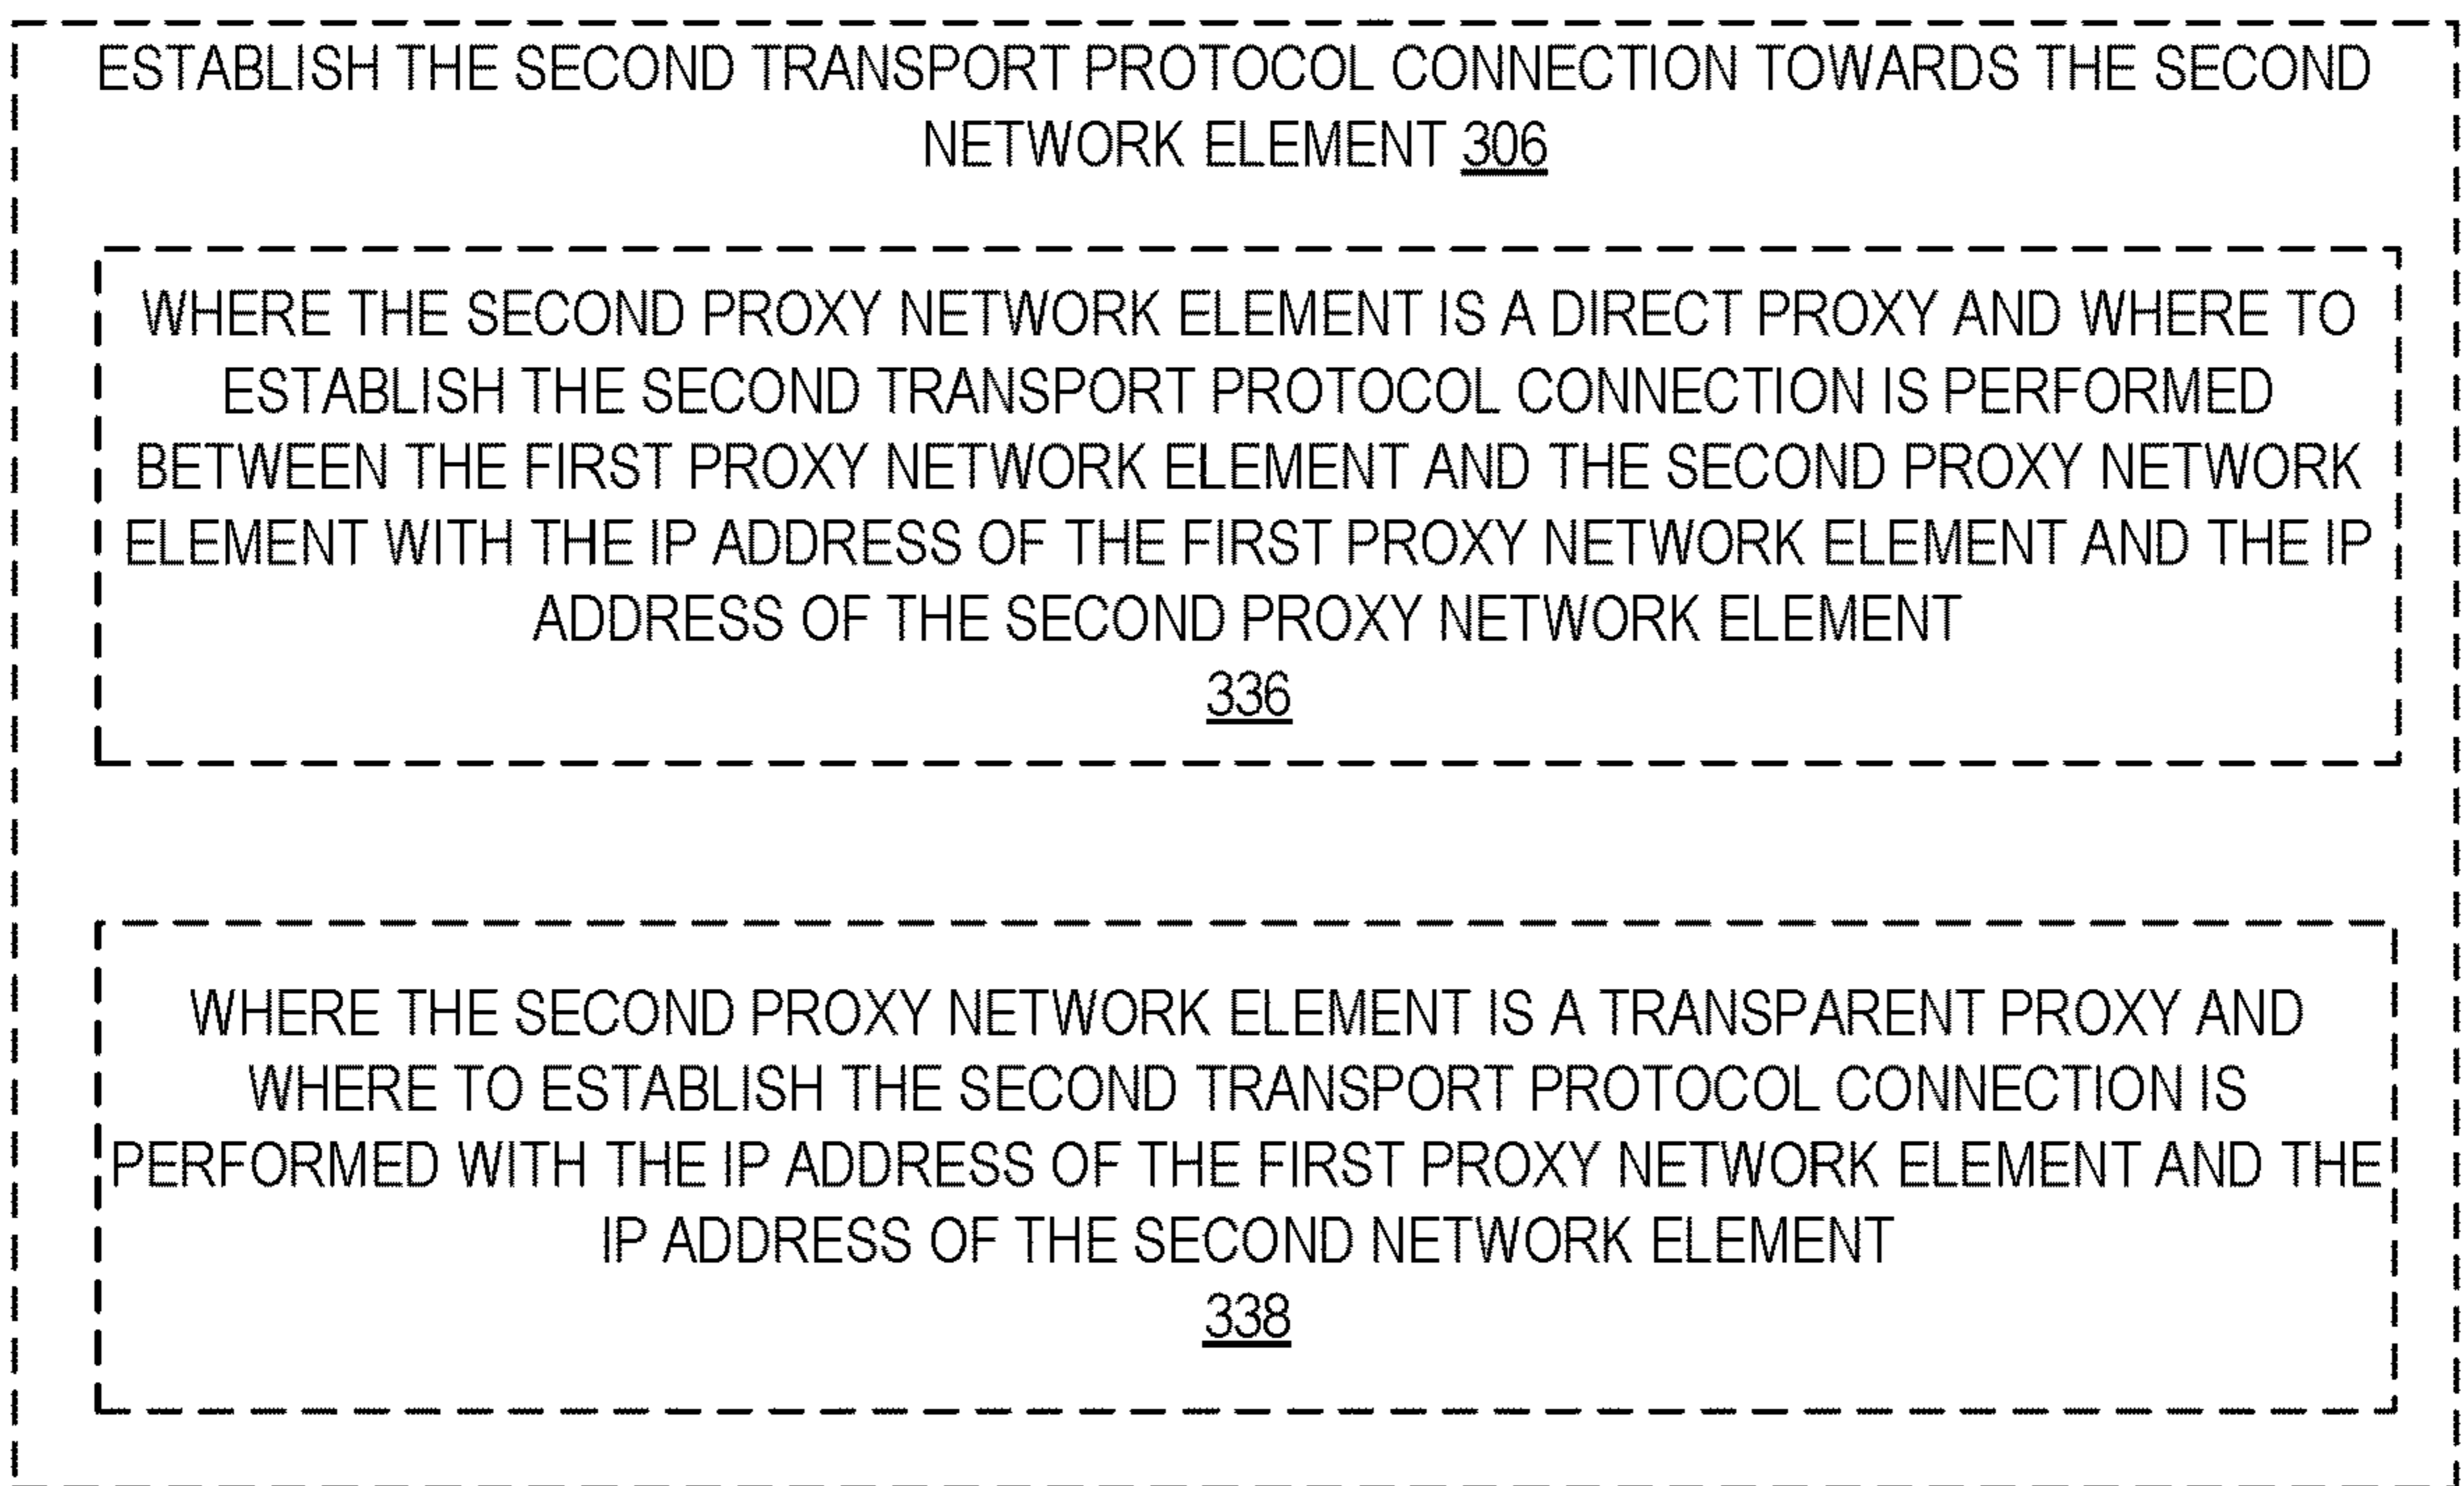 ESTABLISH THE SECOND TRANSPORT PROTOCOL CONNECTION TOWARDS THE SECOND
NETWORK ELEMENT 306
WHERE THE SECOND PROXY NETWORK ELEMENT IS A DIRECT PROXY AND WHERE TO
ESTABLISH THE SECOND TRANSPORT PROTOCOL CONNECTION IS PERFORMED
BETWEEN THE FIRST PROXY NETWORK ELEMENT AND THE SECOND PROXY NETWORK
ELEMENT WITH THE IP ADDRESS OF THE FIRST PROXY NETWORK ELEMENT AND THE IP
ADDRESS OF THE SECOND PROXY NETWORK ELEMENT
336
WHERE THE SECOND PROXY NETWORK ELEMENT IS A TRANSPARENT PROXY AND
WHERE TO ESTABLISH THE SECOND TRANSPORT PROTOCOL CONNECTION IS
PERFORMED WITH THE IP ADDRESS OF THE FIRST PROXY NETWORK ELEMENT AND THE
IP ADDRESS OF THE SECOND NETWORK ELEMENT
338